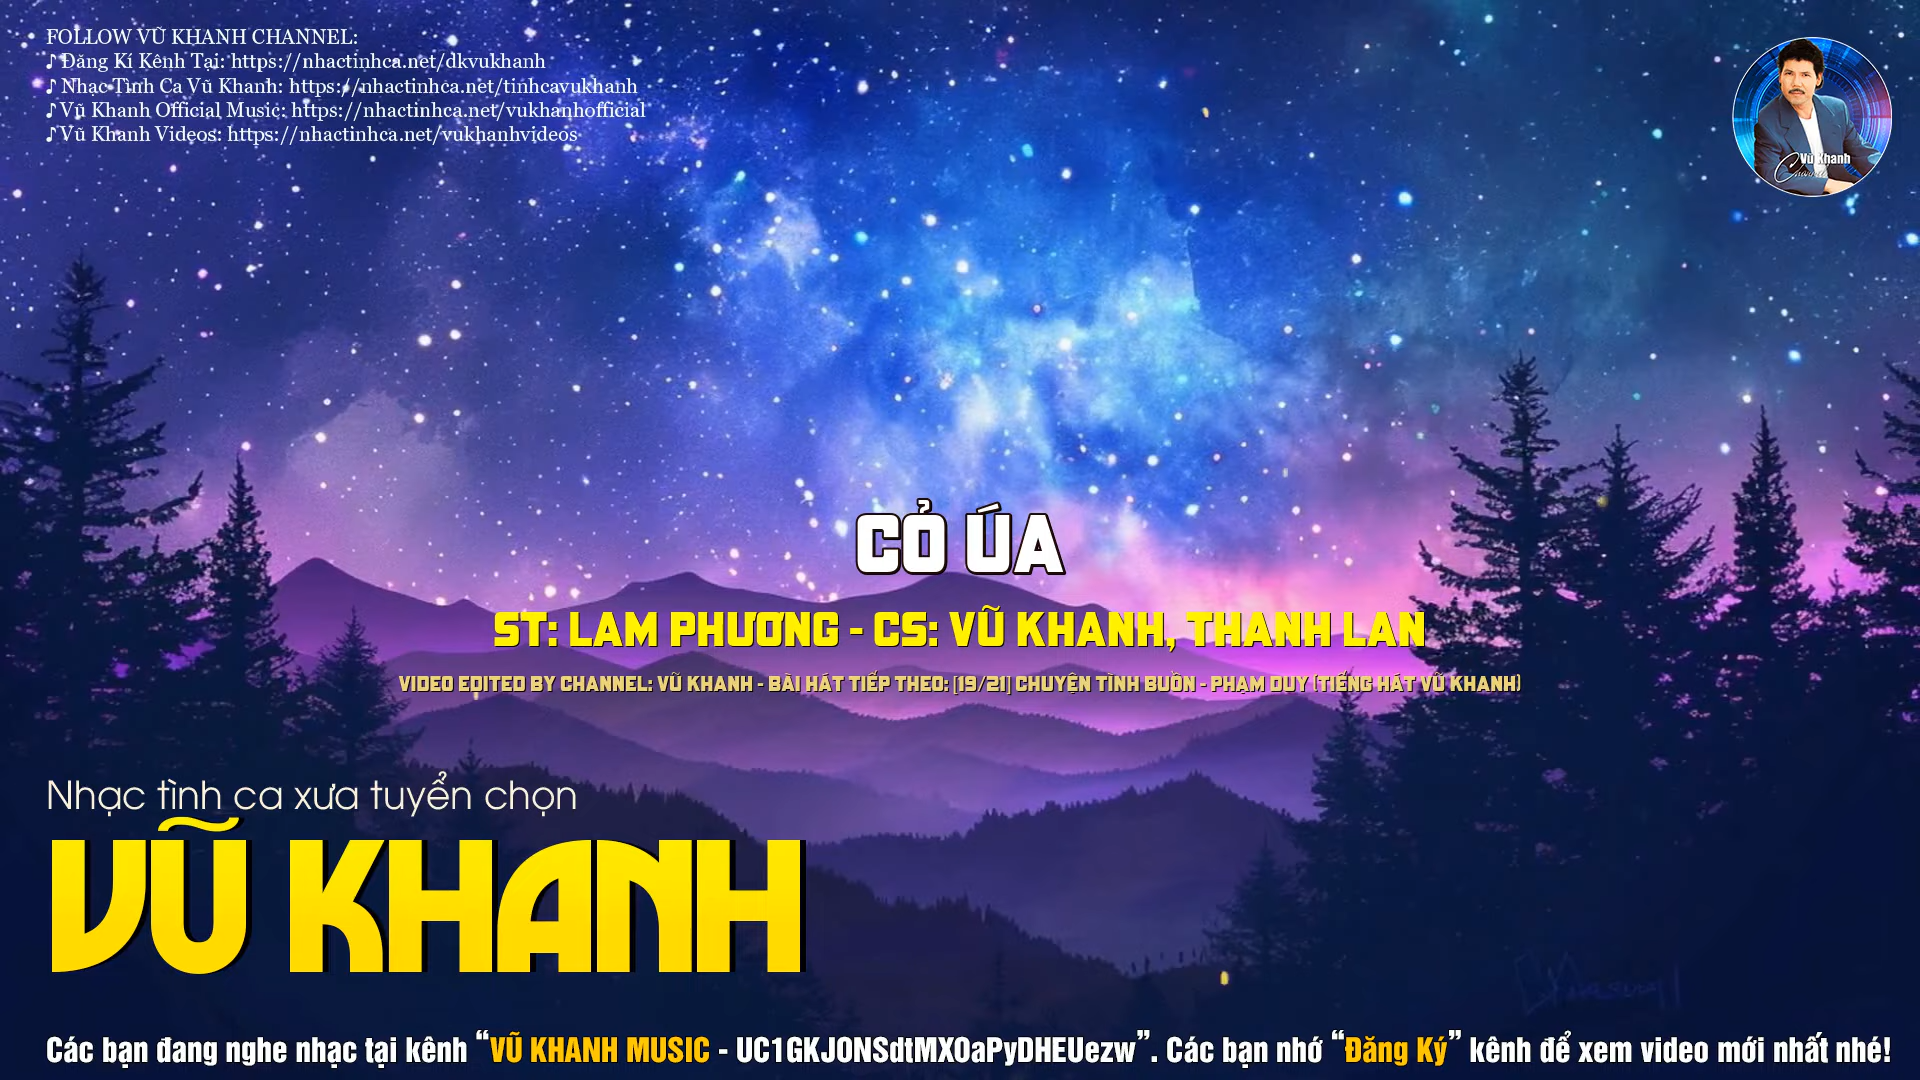 FOLLOW VŨ KHANH CHANNEL:
♪ Đăng Kí Kênh Tại: https://nhactinhca.net/dkvukhanh
♪ Nhạc Tình Ca Vũ Khanh: https://nhactinhca.net/tinhcavukhanh
♪ Vũ Khanh Official Music: https://nhactinhca.net/vukhanhofficial
♪ Vũ Khanh Videos: https://nhactinhca.net/vukhanhvideos
Vũ Khanh
Channel
CỎ ÚA
ST: LAM PHƯƠNG - CS: VŨ KHANH, THANH LAN
VIDEO EDITED BY CHANNEL: VŨ KHANH - BÀI HÁT TIẾP THEO: [19/21] CHUYỆN TÌNH BUỒN - PHẠM DUY (TIẾNG HÁT VŨ KHANH)
Nhạc tình ca xưa tuyển chọn
VŨ KHANH
Các bạn đang nghe nhạc tại kênh “VŨ KHANH MUSIC - UC1GKJONSdtMXOaPyDHEUezw”. Các bạn nhớ “Đăng Ký” kênh để xem video mới nhất nhé!